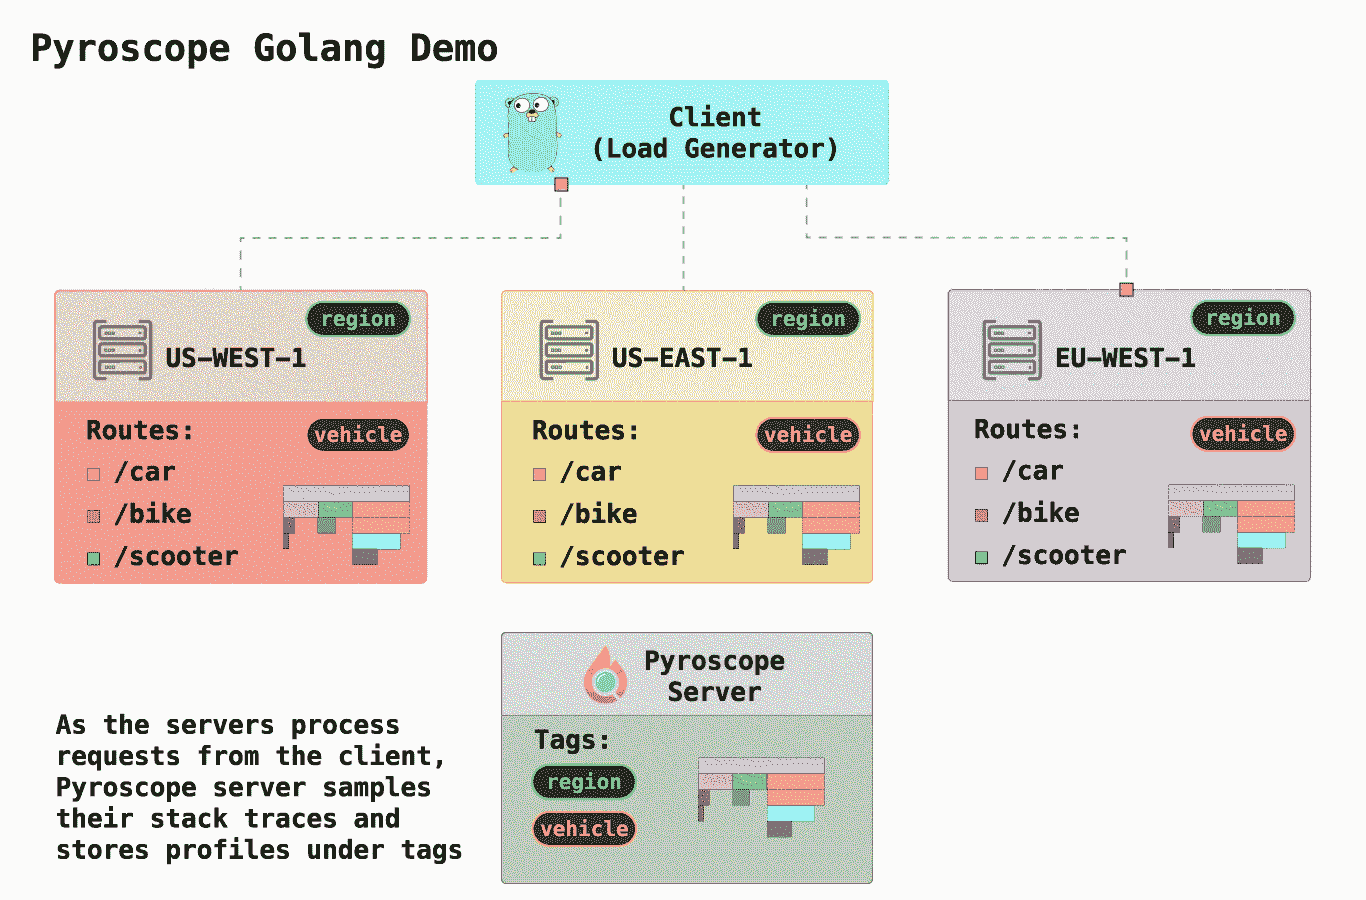 Pyroscope Golang Demo
Client
(Load Generator)
region
US-WEST-1
Routes:
vehicle
/car
/bike
/scooter
region
US-EAST-1
Routes:
vehicle
/car
/bike
/scooter
region
EU-WEST-1
Routes:
vehicle
/car
/bike
/scooter
Pyroscope
Server
Tags:
region
vehicle
As the servers process
requests from the client,
Pyroscope server samples
their stack traces and
stores profiles under tags